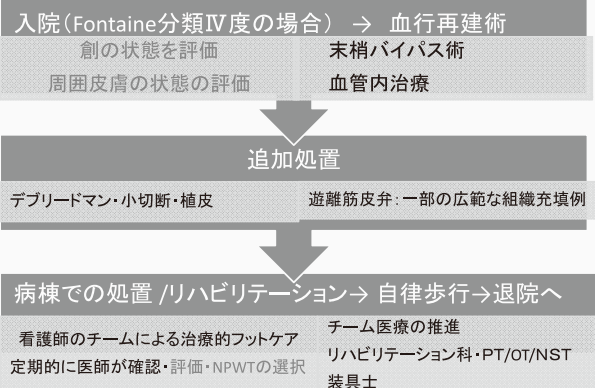 入院(Fontaine分類Ⅳ度の場合) → 血行再建術
創の状態を評価
周囲皮膚の状態の評価
末梢バイパス術
血管内治療
追加処置
デブリードマン・小切断・植皮
遊離筋皮弁:一部の広範な組織充填例
病棟での処置 /リハビリテーション→ 自律歩行→退院へ
看護師のチームによる治療的フットケア
定期的に医師が確認・評価・NPWTの選択
チーム医療の推進
リハビリテーション科・PT/OT/NST
装具士